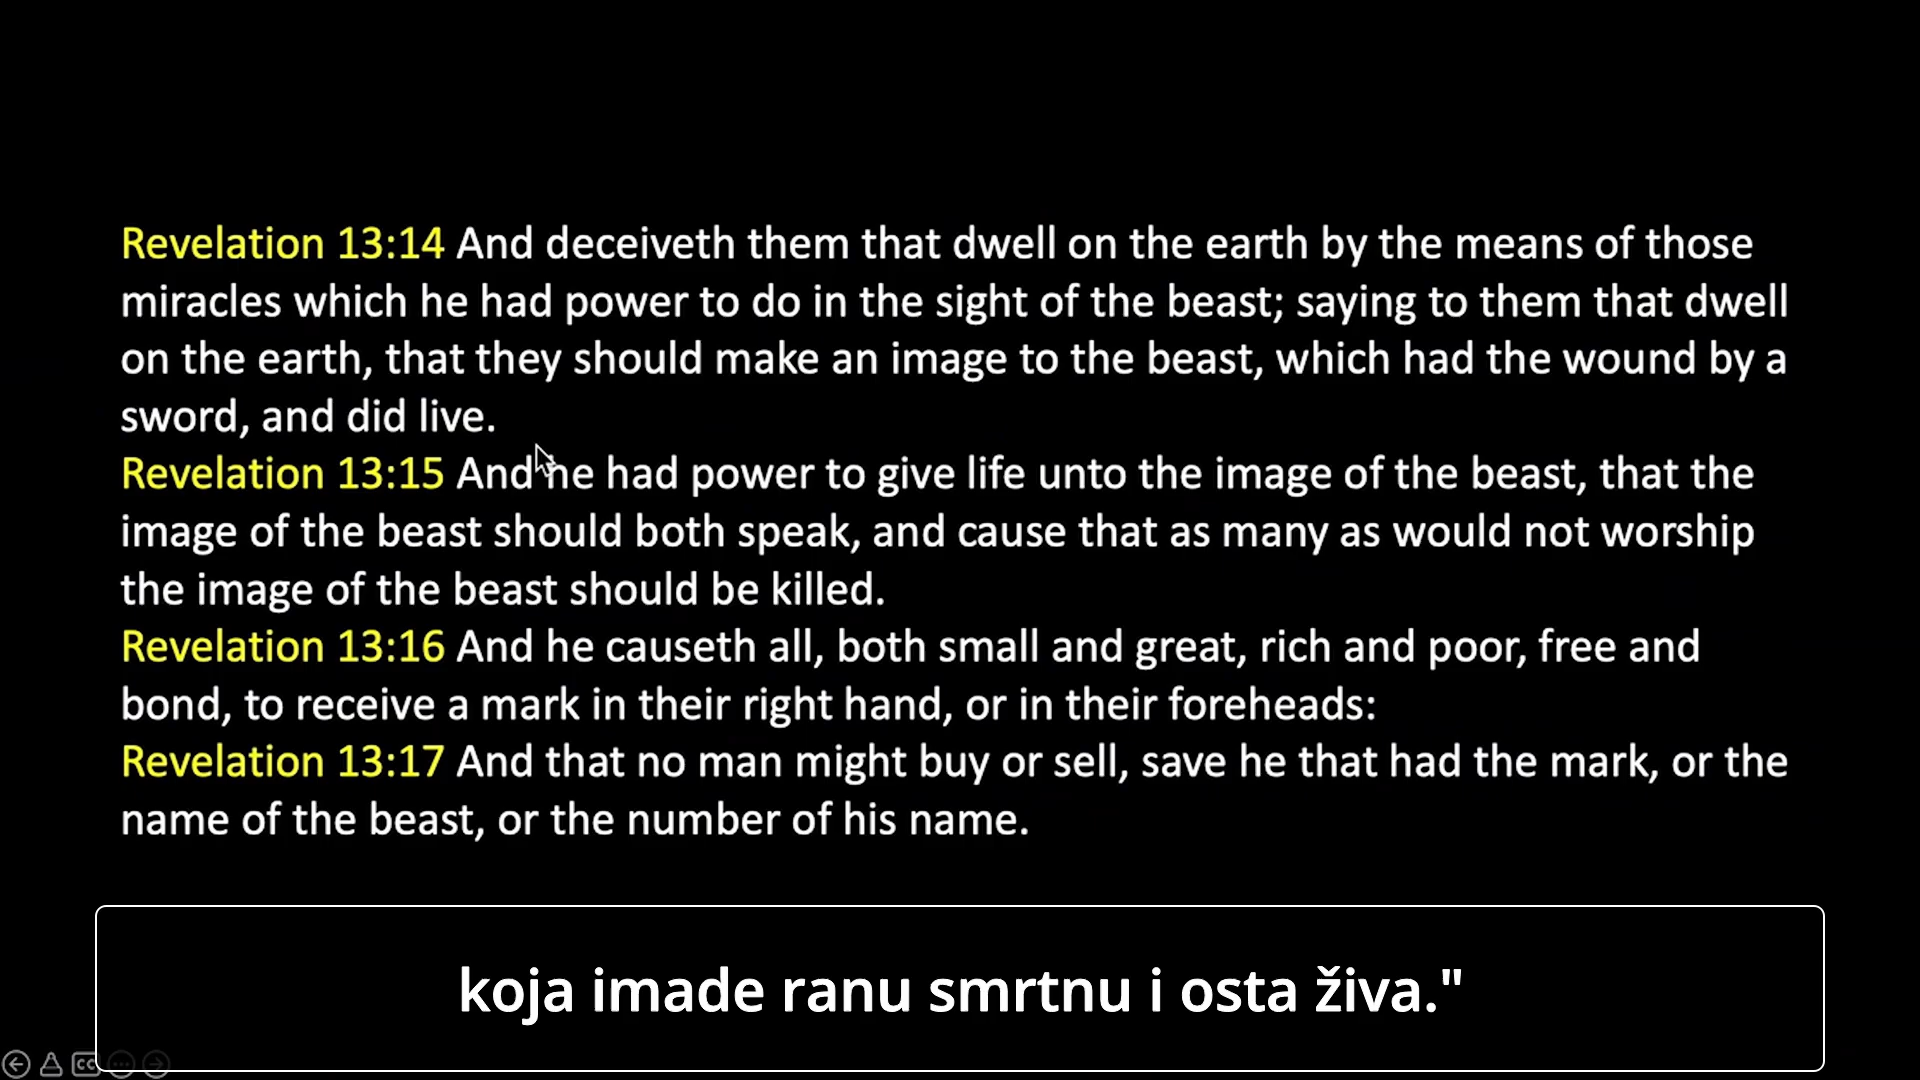 Revelation 13:14 And deceiveth them that dwell on the earth by the means of those
miracles which he had power to do in the sight of the beast; saying to them that dwell
on the earth, that they should make an image to the beast, which had the wound by a
sword, and did live.
Revelation 13:15 And he had power to give life unto the image of the beast, that the
image of the beast should both speak, and cause that as many as would not worship
the image of the beast should be killed.
Revelation 13:16 And he causeth all, both small and great, rich and poor, free and
bond, to receive a mark in their right hand, or in their foreheads:
Revelation 13:17 And that no man might buy or sell, save he that had the mark, or the
name of the beast, or the number of his name.
koja imade ranu smrtnu i osta živa."
CC